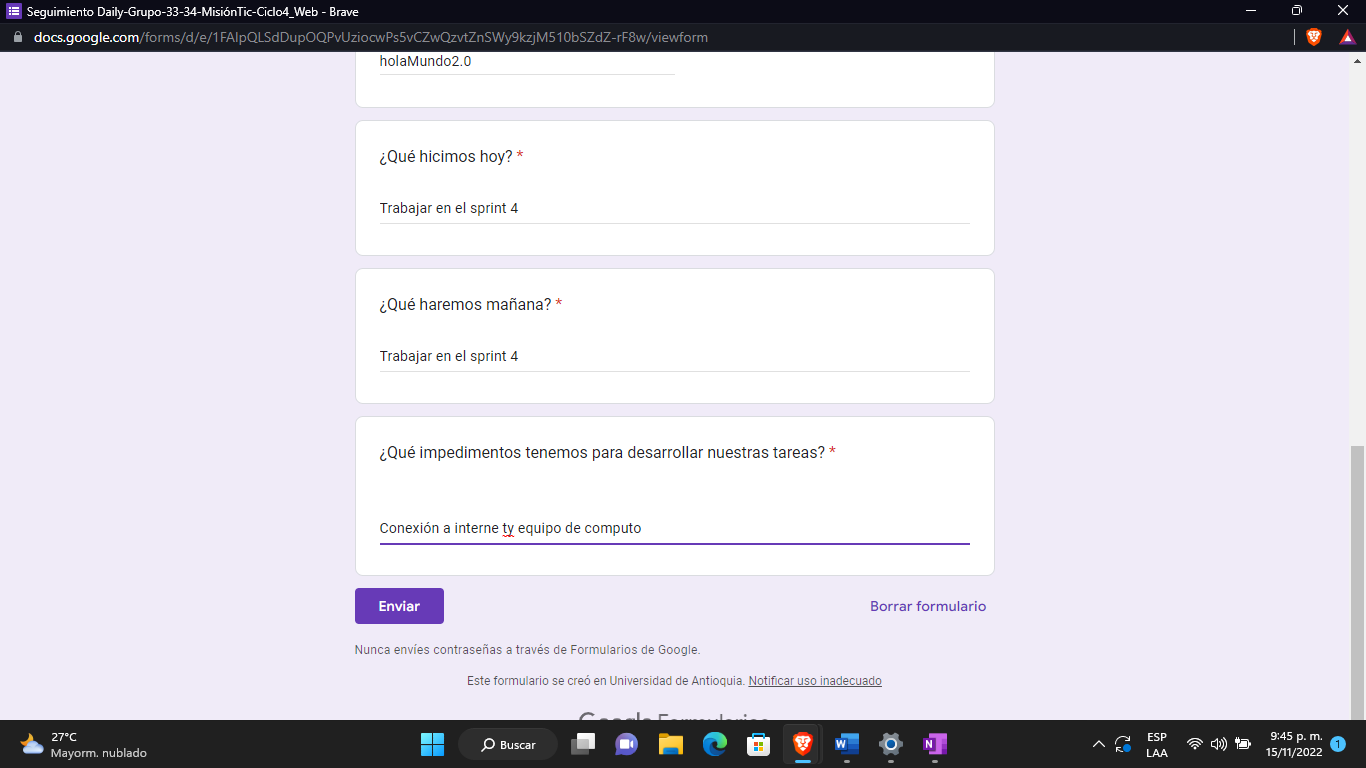 Seguimiento Daily-Grupo-33-34-MisiónTic-Ciclo4_Web - Brave
docs.google.com/forms/d/e/1FAIpQLSdDupOQPvUziocwPs5vCZwQzvtZnSWy9kzjM510bSZdZ-rF8w/viewform
holaMundo2.0
¿Qué hicimos hoy? *
Trabajar en el sprint 4
¿Qué haremos mañana? *
Trabajar en el sprint 4
¿Qué impedimentos tenemos para desarrollar nuestras tareas? *
Conexión a interne ty equipo de computo
Enviar
Borrar formulario
Nunca envíes contraseñas a través de Formularios de Google.
Este formulario se creó en Universidad de Antioquia. Notificar uso inadecuado
Google Formularios
27°C
Mayorm. nublado
Buscar
ESP
LAA
9:45 p. m.
15/11/2022
1